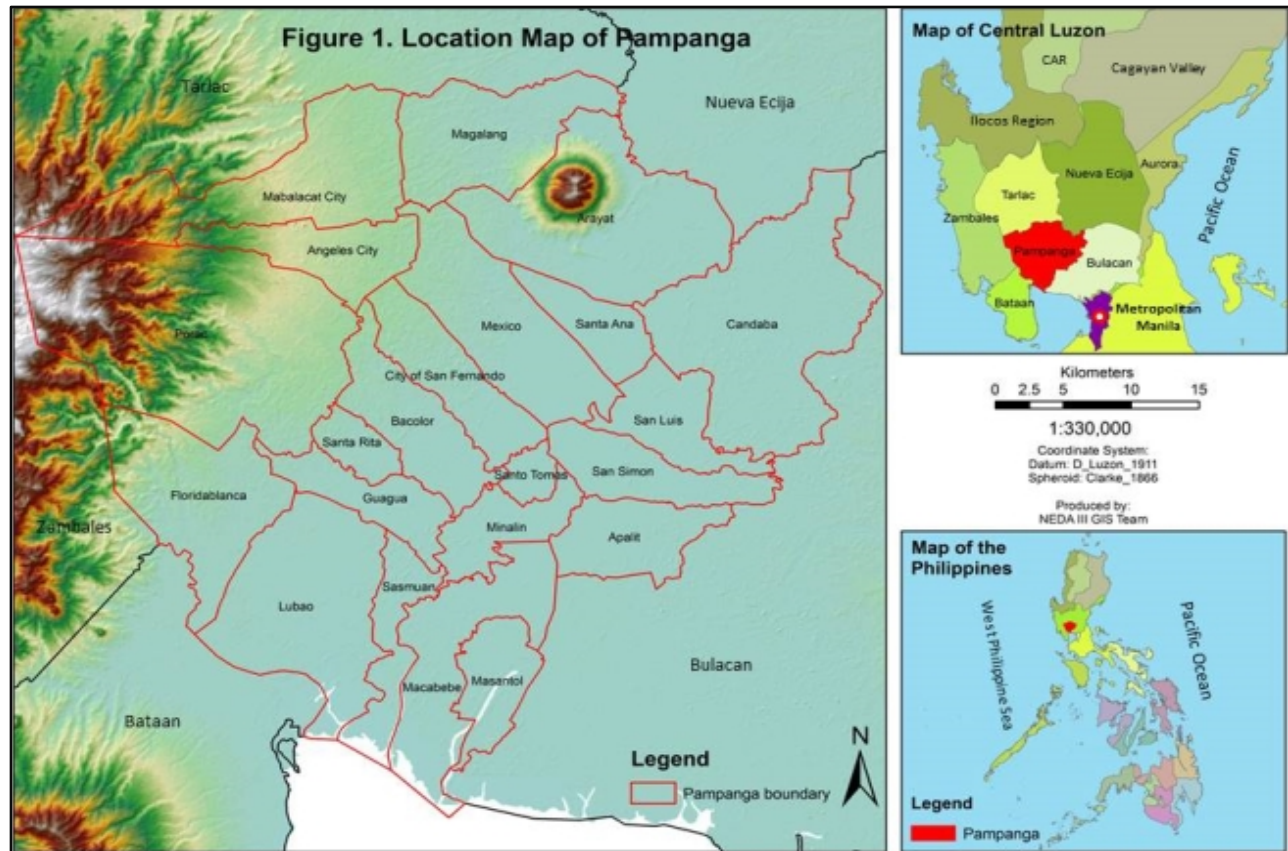 Figure 1. Location Map of Pampanga
Tarlac
Nueva Ecija
Magalang
Mabalacat City
Arayat
Angeles City
Porac
Mexico
Santa Ana
Candaba
City of San Fernando
Bacolor
San Luis
Santa Rita
Santo Tomas
San Simon
Floridablanca
Guagua
Zambales
Minalin
Apalit
Sasmuan
Lubao
Bulacan
Macabebe
Masantol
Bataan
N
Legend
Pampanga boundary
Map of Central Luzon
CAR
Cagayan Valley
Ilocos Region
Aurora
Nueva Ecija
Tarlac
Zambales
Pacific Ocean
Pampanga
Bulacan
Bataan
Metropolitan
Manila
Kilometers
0 2.5 5 10 15
1:330,000
Coordinate System:
Datum: D_Luzon_1911
Spheroid: Clarke_1866
Produced by:
NEDA III GIS Team
Map of the
Philippines
West Philippine Sea
Pacific Ocean
Legend
Pampanga